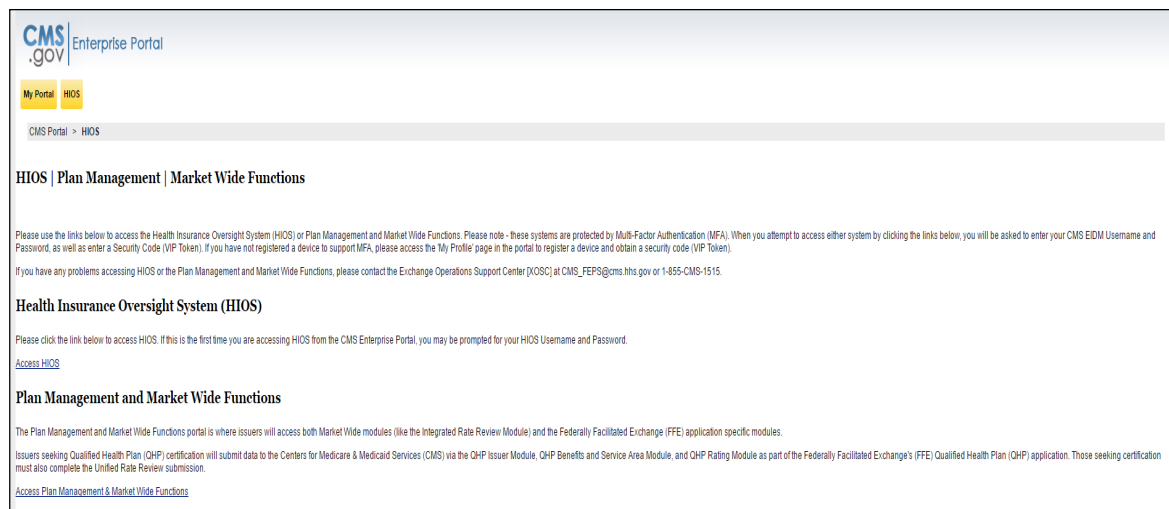 CMS
.gov
Enterprise Portal
My Portal HIOS
CMS Portal > HIOS
HIOS | Plan Management | Market Wide Functions
Please use the links below to access the Health Insurance Oversight System (HIOS) or Plan Management and Market Wide Functions. Please note - these systems are protected by Multi-Factor Authentication (MFA). When you attempt to access either system by clicking the links below, you will be asked to enter your CMS EIDM Username and
Password, as well as enter a Security Code (VIP Token). If you have not registered a device to support MFA, please access the 'My Profile' page in the portal to register a device and obtain a security code (VIP Token).
If you have any problems accessing HIOS or the Plan Management and Market Wide Functions, please contact the Exchange Operations Support Center [XOSC] at CMS_FEPS@cms.hhs.gov or 1-855-CMS-1515.
Health Insurance Oversight System (HIOS)
Please click the link below to access HIOS. If this is the first time you are accessing HIOS from the CMS Enterprise Portal, you may be prompted for your HIOS Username and Password.
Access HIOS
Plan Management and Market Wide Functions
The Plan Management and Market Wide Functions portal is where issuers will access both Market Wide modules (like the Integrated Rate Review Module) and the Federally Facilitated Exchange (FFE) application specific modules.
Issuers seeking Qualified Health Plan (QHP) certification will submit data to the Centers for Medicare & Medicaid Services (CMS) via the QHP Issuer Module, QHP Benefits and Service Area Module, and QHP Rating Module as part of the Federally Facilitated Exchange's (FFE) Qualified Health Plan (QHP) application. Those seeking certification
must also complete the Unified Rate Review submission.
Access Plan Management & Market Wide Functions